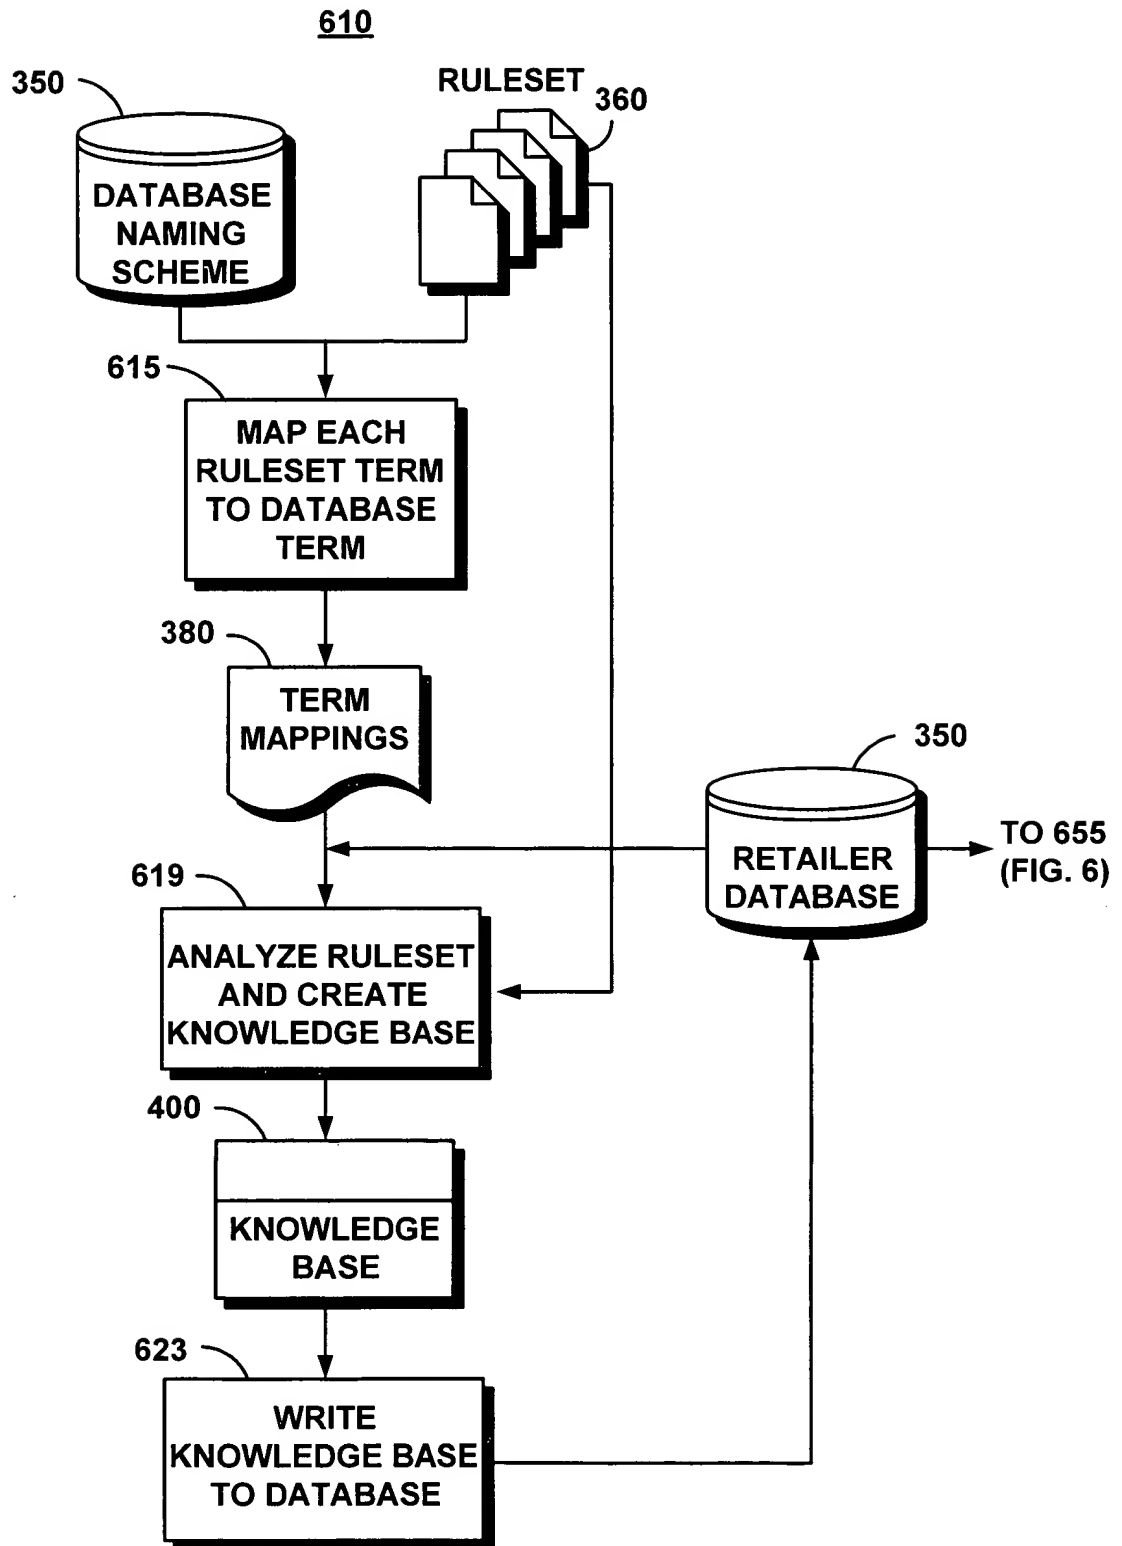 610
350
RULESET
360
DATABASE
NAMING
SCHEME
615
MAP EACH
RULESET TERM
TO DATABASE
TERM
380
TERM
MAPPINGS
350
RETAILER
DATABASE
TO 655
(FIG. 6)
619
ANALYZE RULESET
AND CREATE
KNOWLEDGE BASE
400
KNOWLEDGE
BASE
623
WRITE
KNOWLEDGE BASE
TO DATABASE